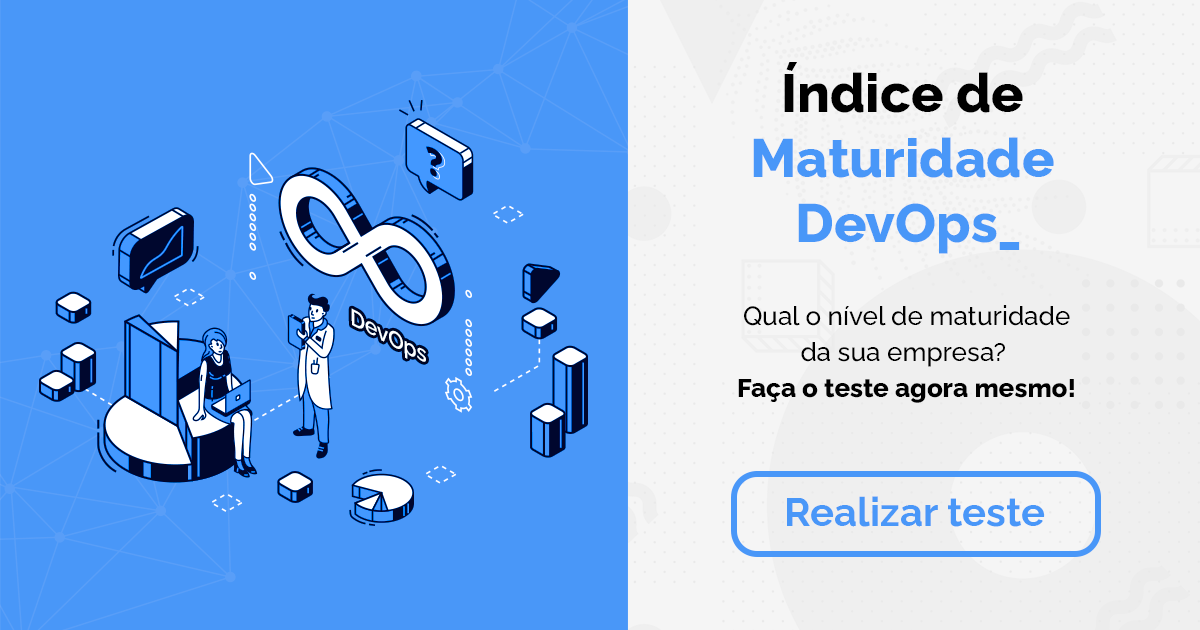 ?
DevOps
Índice de
Maturidade
DevOps_
Qual o nível de maturidade
da sua empresa?
Faça o teste agora mesmo!
Realizar teste